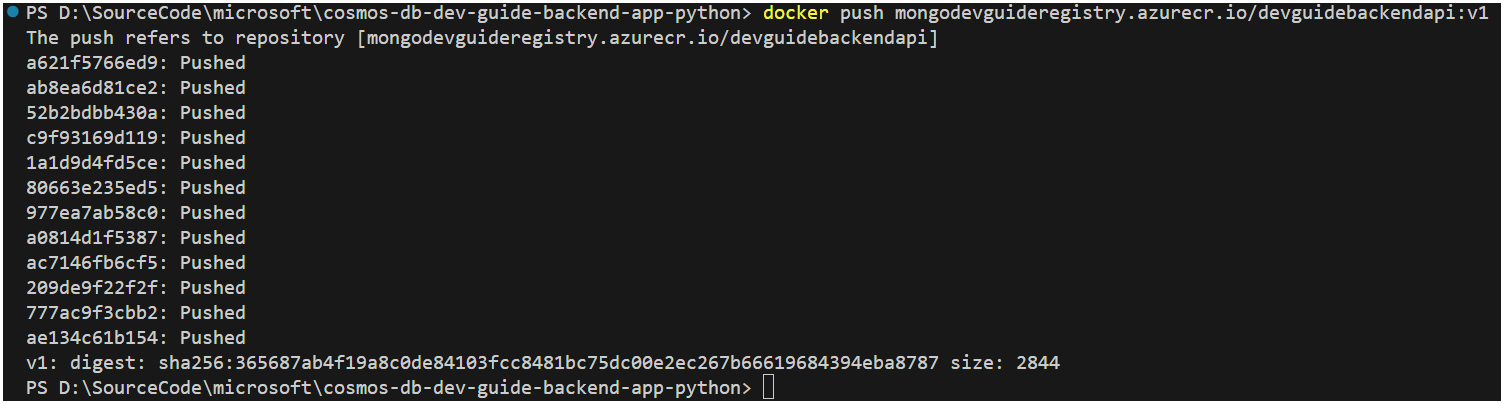 PS D:\SourceCode\microsoft\cosmos-db-dev-guide-backend-app-python> docker push mongodevguideregistry.azurecr.io/devguidebackendapi:v1
The push refers to repository [mongodevguideregistry.azurecr.io/devguidebackendapi]
a621f5766ed9: Pushed
ab8ea6d81ce2: Pushed
52b2bdbb430a: Pushed
c9f93169d119: Pushed
1a1d9d4fd5ce: Pushed
80663e235ed5: Pushed
977ea7ab58c0: Pushed
a0814d1f5387: Pushed
ac7146fb6cf5: Pushed
209de9f22f2f: Pushed
777ac9f3cbb2: Pushed
ae134c61b154: Pushed
v1: digest: sha256:365687ab4f19a8c0de84103fcc8481bc75dc00e2ec267b66619684394eba8787 size: 2844
PS D:\SourceCode\microsoft\cosmos-db-dev-guide-backend-app-python>